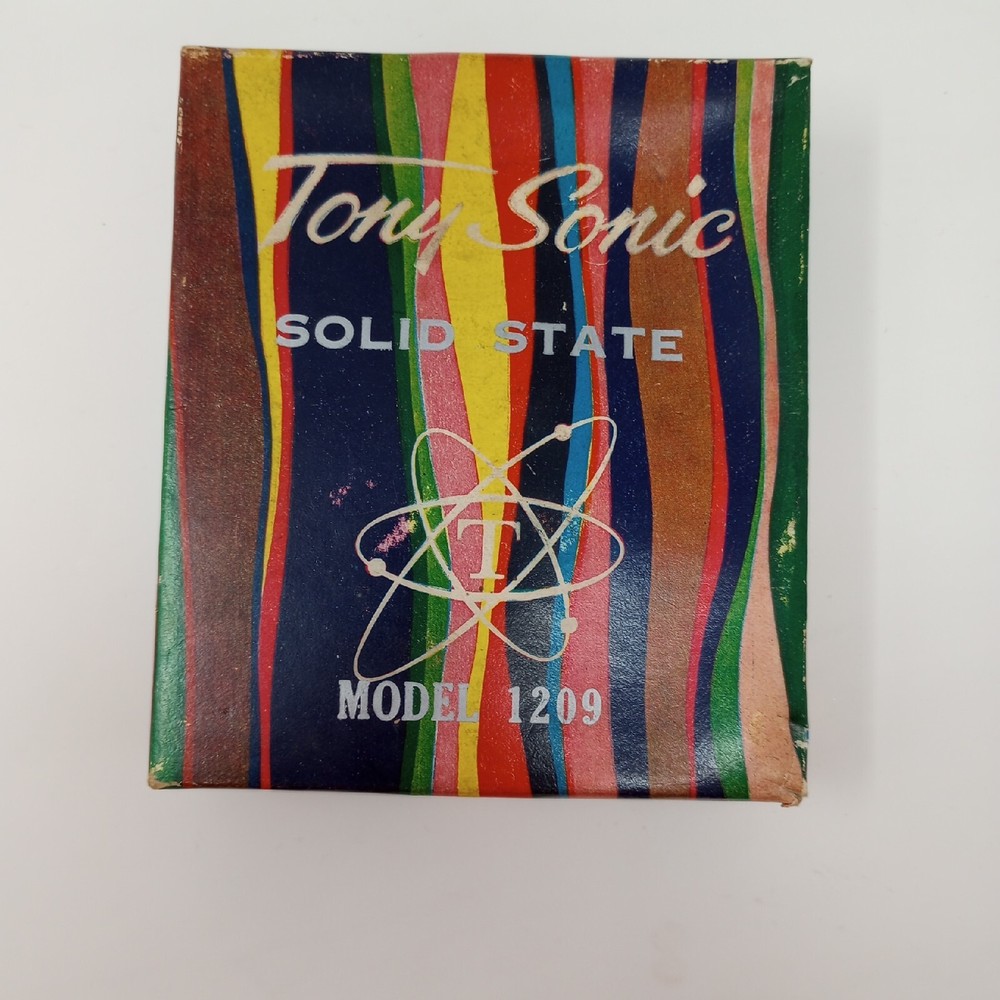 Tony Sonic
SOLID STATE
T
MODEL 1209